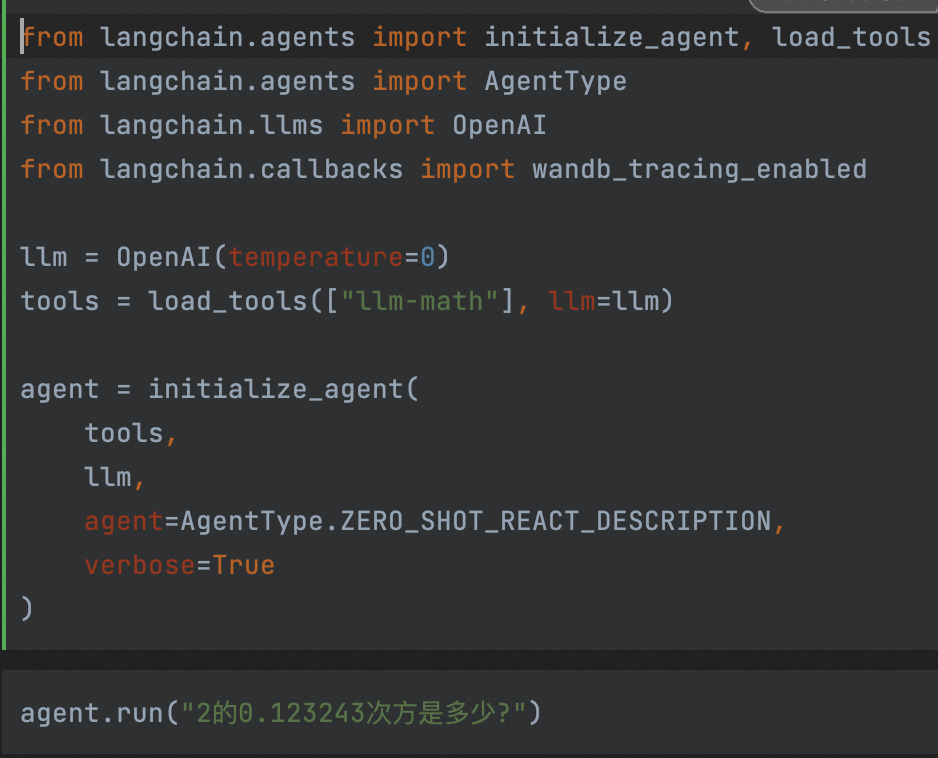 from langchain.agents import initialize_agent, load_tools
from langchain.agents import AgentType
from langchain.llms import OpenAI
from langchain.callbacks import wandb_tracing_enabled
llm = OpenAI(temperature=0)
tools = load_tools(["llm-math"], llm=llm)
agent = initialize_agent(
    tools,
    llm,
    agent=AgentType.ZERO_SHOT_REACT_DESCRIPTION,
    verbose=True
)
agent.run("2的0.123243次方是多少?")